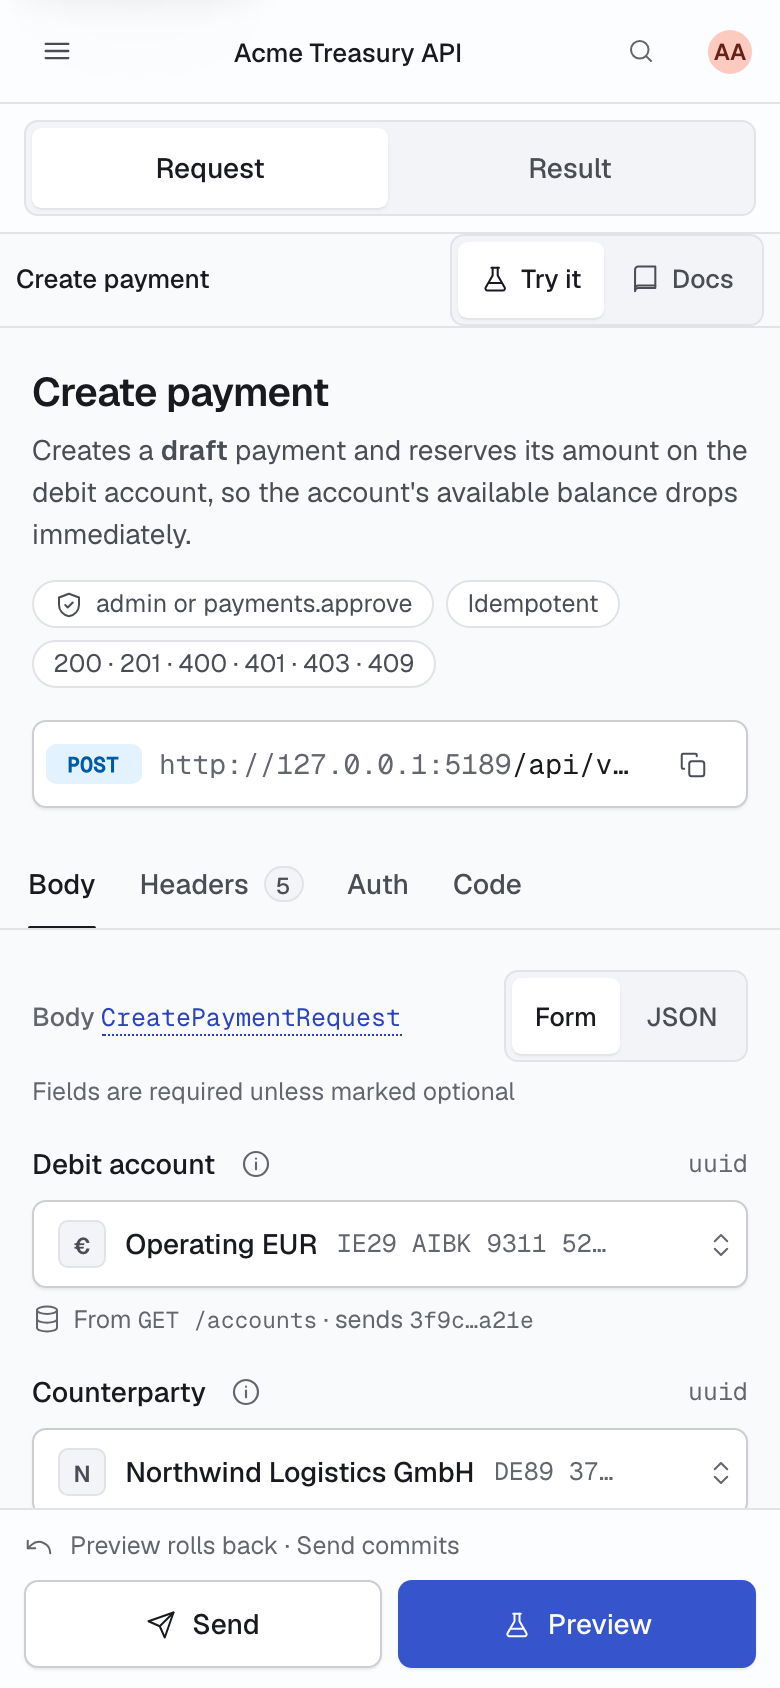 Acme Treasury API
AA
Request
Result
Create payment
Try it
Docs
Create payment
Creates a draft payment and reserves its amount on the
debit account, so the account's available balance drops
immediately.
admin or payments.approve
Idempotent
200 · 201 · 400 · 401 · 403 · 409
POST
http://127.0.0.1:5189/api/v…
Body
Headers 5
Auth
Code
Body CreatePaymentRequest
Form
JSON
Fields are required unless marked optional
Debit account
uuid
€ Operating EUR IE29 AIBK 9311 52…
From GET /accounts · sends 3f9c…a21e
Counterparty
uuid
N Northwind Logistics GmbH DE89 37…
Preview rolls back · Send commits
Send
Preview